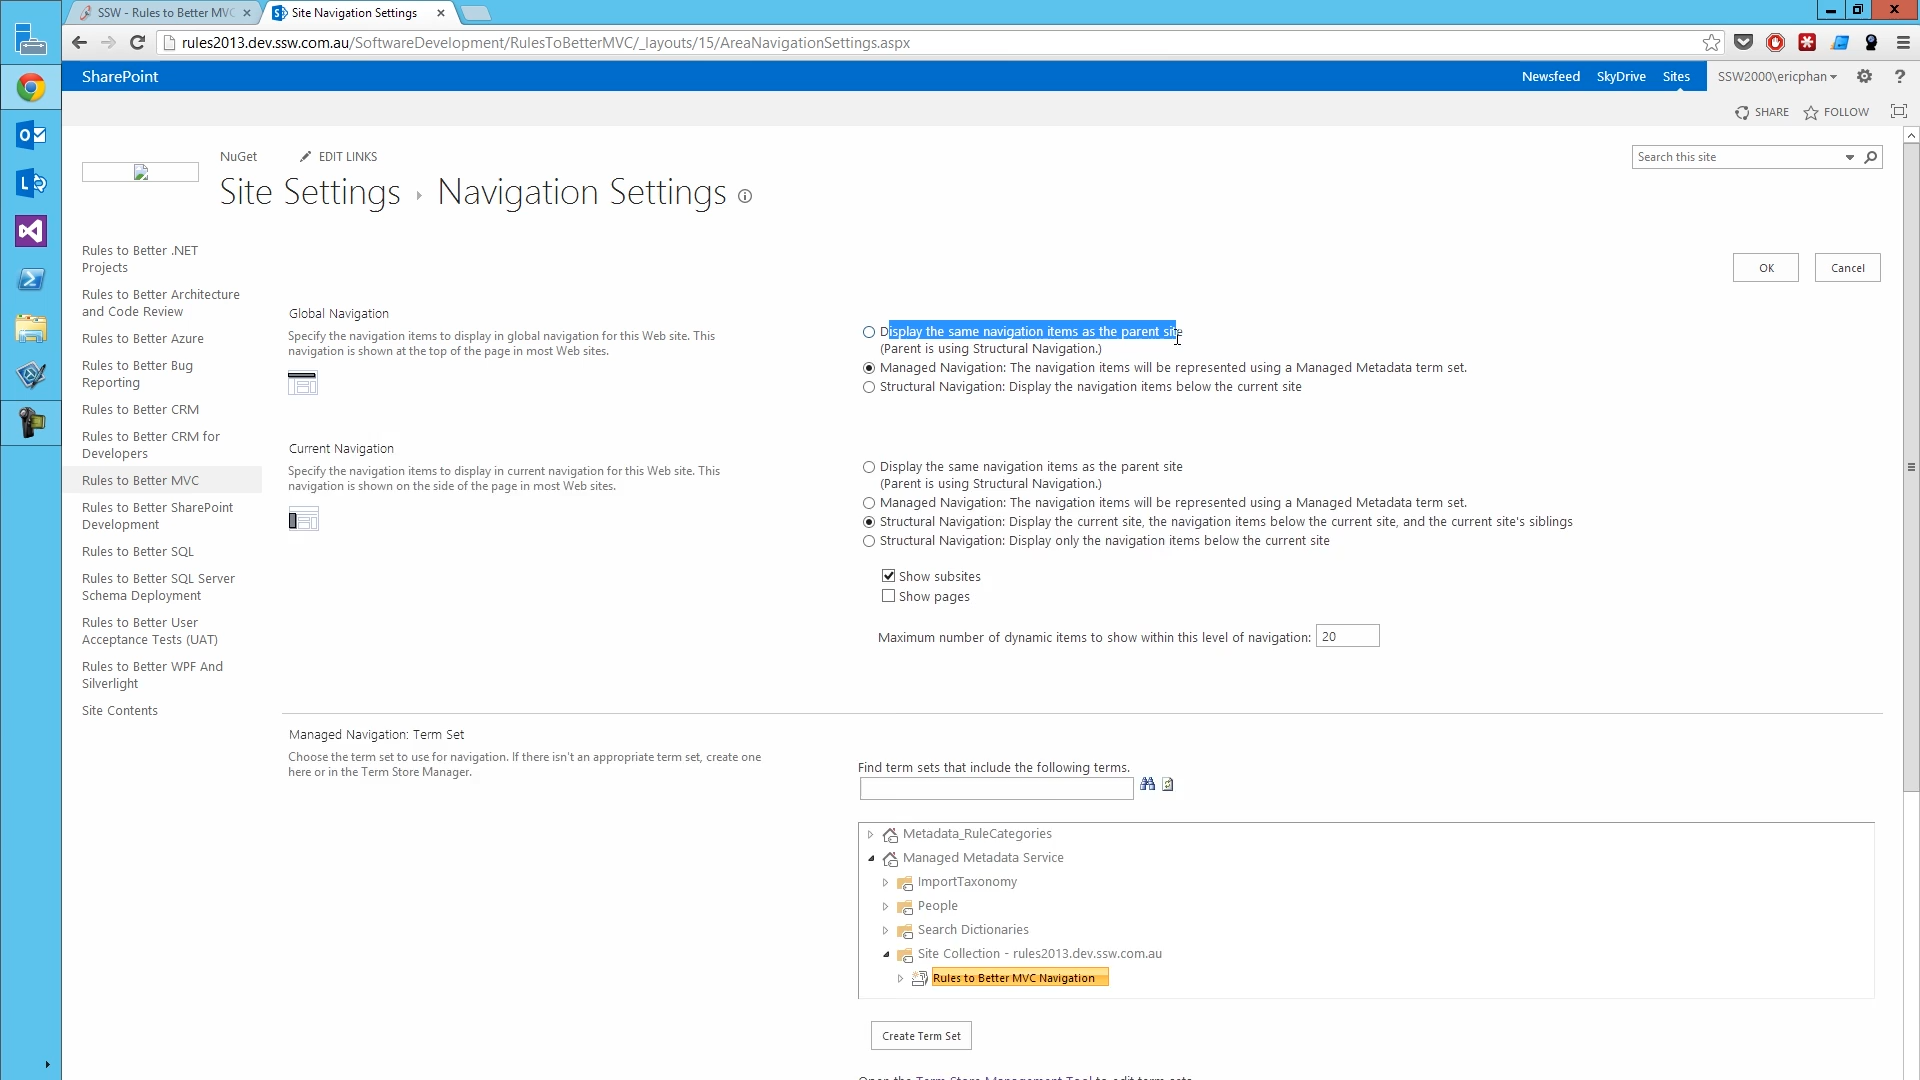 SSW - Rules to Better MVC
Site Navigation Settings
rules2013.dev.ssw.com.au/SoftwareDevelopment/RulesToBetterMVC/_layouts/15/AreaNavigationSettings.aspx
SharePoint
Newsfeed
SkyDrive
Sites
SSW2000\ericphan
?
SHARE
FOLLOW
NuGet
EDIT LINKS
Search this site
Site Settings
Navigation Settings
Rules to Better .NET
Projects
Rules to Better Architecture
and Code Review
Rules to Better Azure
Rules to Better Bug
Reporting
Rules to Better CRM
Rules to Better CRM for
Developers
Rules to Better MVC
Rules to Better SharePoint
Development
Rules to Better SQL
Rules to Better SQL Server
Schema Deployment
Rules to Better User
Acceptance Tests (UAT)
Rules to Better WPF And
Silverlight
Site Contents
OK
Cancel
Global Navigation
Specify the navigation items to display in global navigation for this Web site. This
navigation is shown at the top of the page in most Web sites.
Display the same navigation items as the parent site
(Parent is using Structural Navigation.)
Managed Navigation: The navigation items will be represented using a Managed Metadata term set.
Structural Navigation: Display the navigation items below the current site
Current Navigation
Specify the navigation items to display in current navigation for this Web site. This
navigation is shown on the side of the page in most Web sites.
Display the same navigation items as the parent site
(Parent is using Structural Navigation.)
Managed Navigation: The navigation items will be represented using a Managed Metadata term set.
Structural Navigation: Display the current site, the navigation items below the current site, and the current site's siblings
Structural Navigation: Display only the navigation items below the current site
Show subsites
Show pages
Maximum number of dynamic items to show within this level of navigation: 20
Managed Navigation: Term Set
Choose the term set to use for navigation. If there isn't an appropriate term set, create one
here or in the Term Store Manager.
Find term sets that include the following terms.
Metadata_RuleCategories
Managed Metadata Service
ImportTaxonomy
People
Search Dictionaries
Site Collection - rules2013.dev.ssw.com.au
Rules to Better MVC Navigation
Create Term Set
Open the Term Store Management Tool to edit term sets